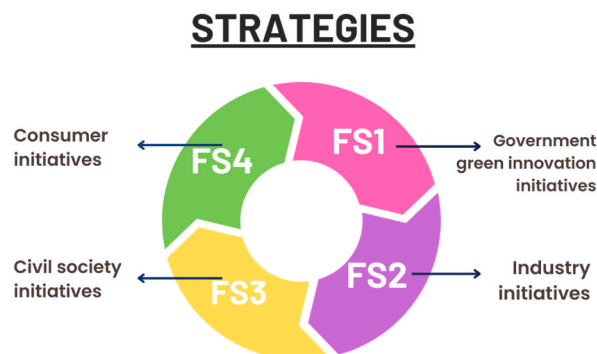 STRATEGIES
FS1
Government
green innovation
initiatives
FS2
Industry
initiatives
FS3
Civil society
initiatives
FS4
Consumer
initiatives